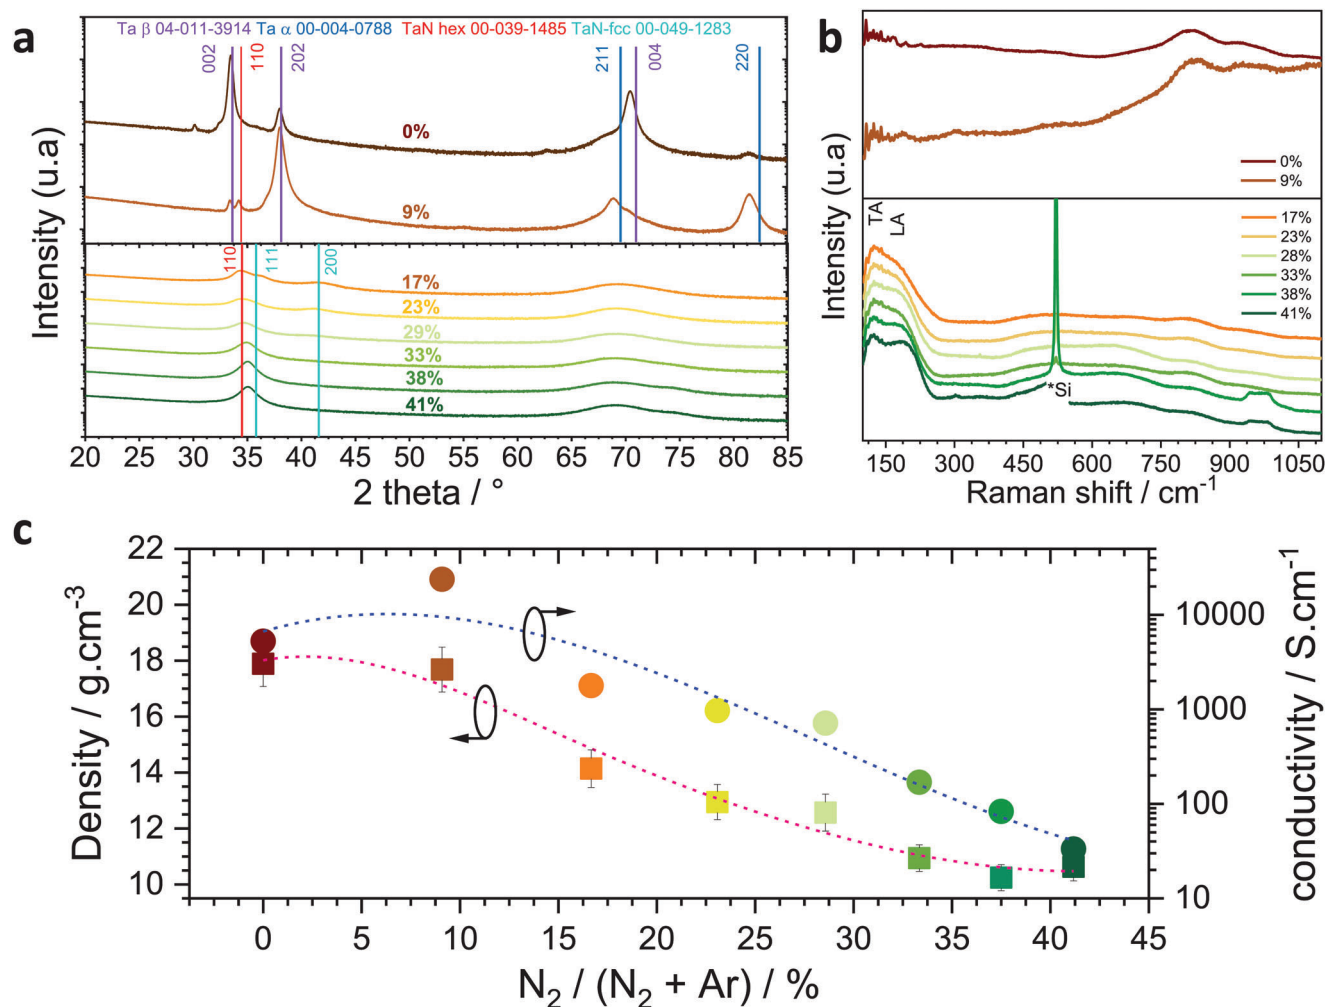 a
Ta β 04-011-3914 Ta α 00-004-0788 TaN hex 00-039-1485 TaN-fcc 00-049-1283
002
110
202
211
004
220
0%
9%
110
111
200
17%
23%
29%
33%
38%
41%
Intensity (u.a)
20 25 30 35 40 45 50 55 60 65 70 75 80 85
2 theta / °
b
Intensity (u.a)
0%
9%
TA
LA
17%
23%
28%
33%
38%
41%
*Si
150 300 450 600 750 900 1050
Raman shift / cm⁻¹
c
Density / g.cm⁻³
22
20
18
16
14
12
10
conductivity / S.cm⁻¹
10000
1000
100
10
0 5 10 15 20 25 30 35 40 45
N₂ / (N₂ + Ar) / %